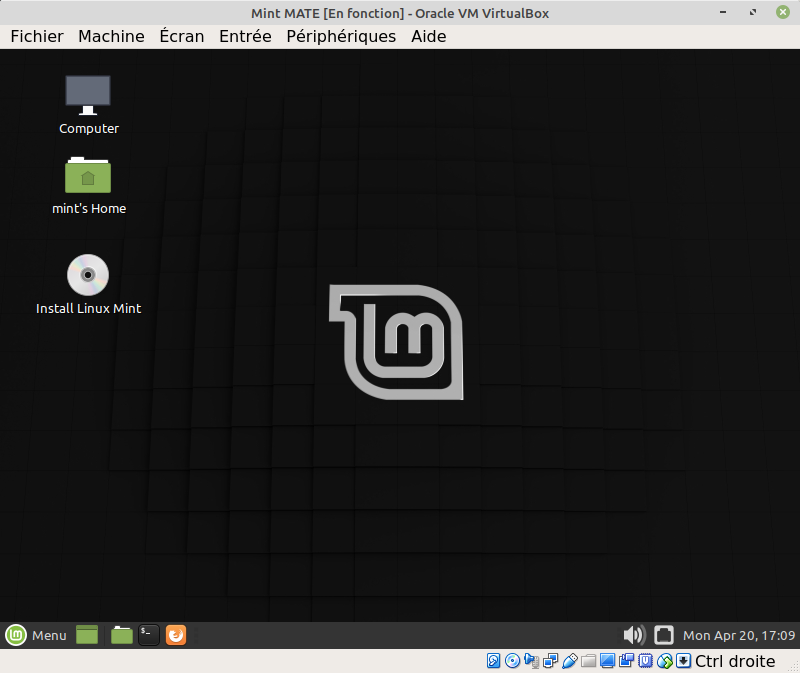 Mint MATE [En fonction] - Oracle VM VirtualBox
Fichier Machine Écran Entrée Périphériques Aide
Computer
mint's Home
Install Linux Mint
lm
Menu $- Mon Apr 20, 17:09
Ctrl droite